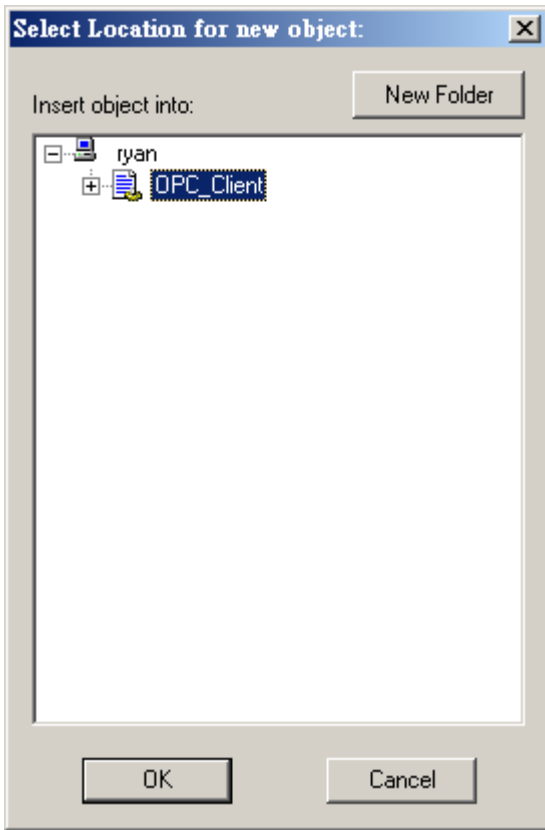 Select Location for new object:
New Folder
Insert object into:
ryan
OPC_Client
OK
Cancel